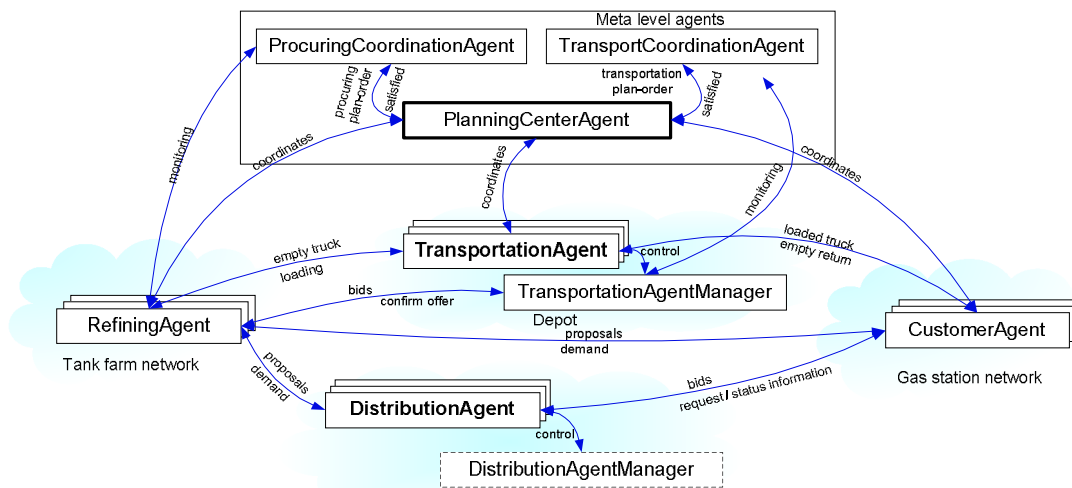 Meta level agents
ProcuringCoordinationAgent
TransportCoordinationAgent
procuring
plan-order
satisfied
transportation
plan-order
satisfied
PlanningCenterAgent
monitoring
coordinates
coordinates
monitoring
coordinates
TransportationAgent
control
empty truck
loading
loaded truck
empty return
TransportationAgentManager
bids
confirm offer
Depot
RefiningAgent
proposals
demand
CustomerAgent
Tank farm network
Gas station network
proposals
demand
bids
request / status information
DistributionAgent
control
DistributionAgentManager